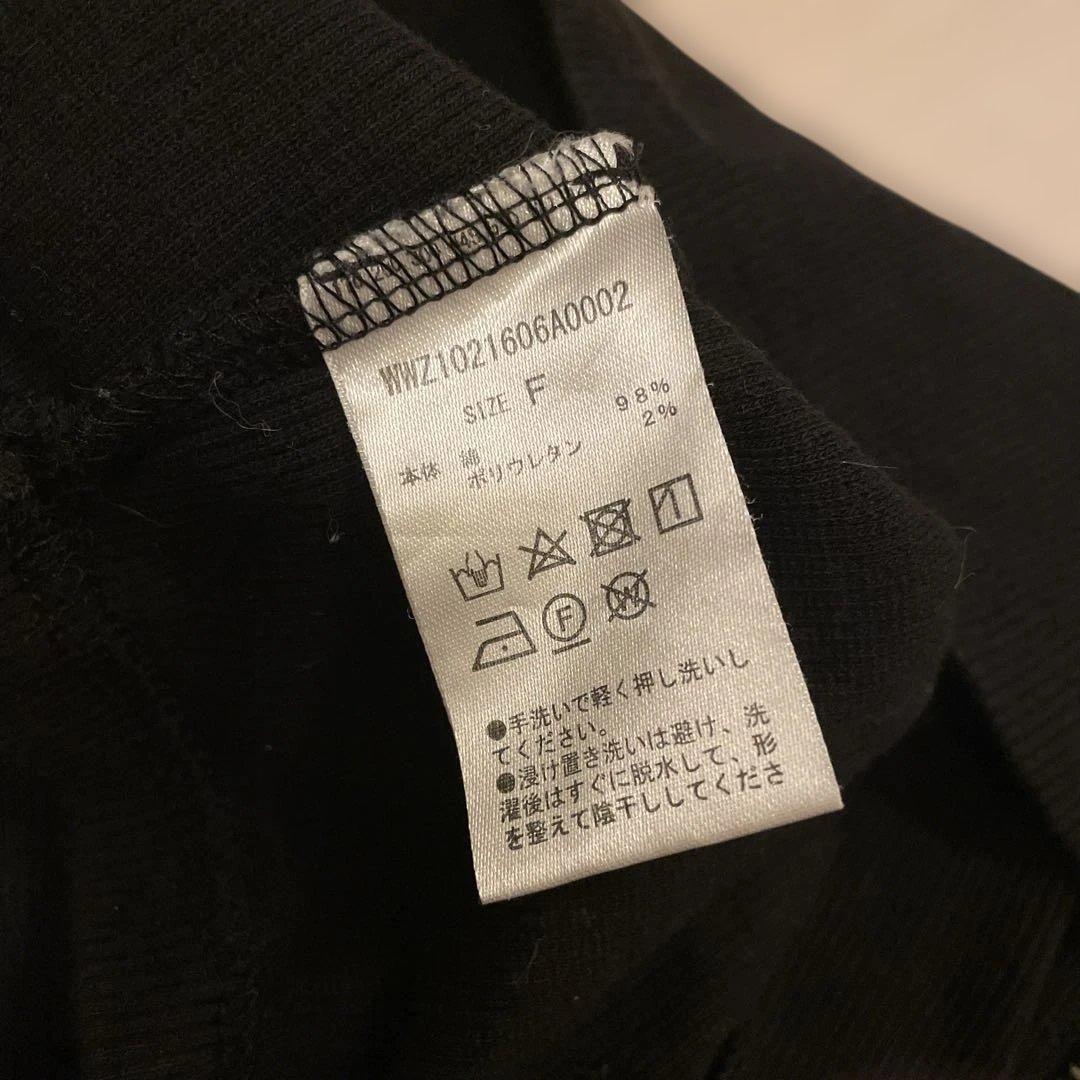 WWZ1021606A0002
SIZE F
本体 綿 98%
ポリウレタン 2%
F
W
●手洗いで軽く押し洗いし
てください。
●浸け置き洗いは避け、洗
濯後はすぐに脱水して、形
を整えて陰干ししてくださ